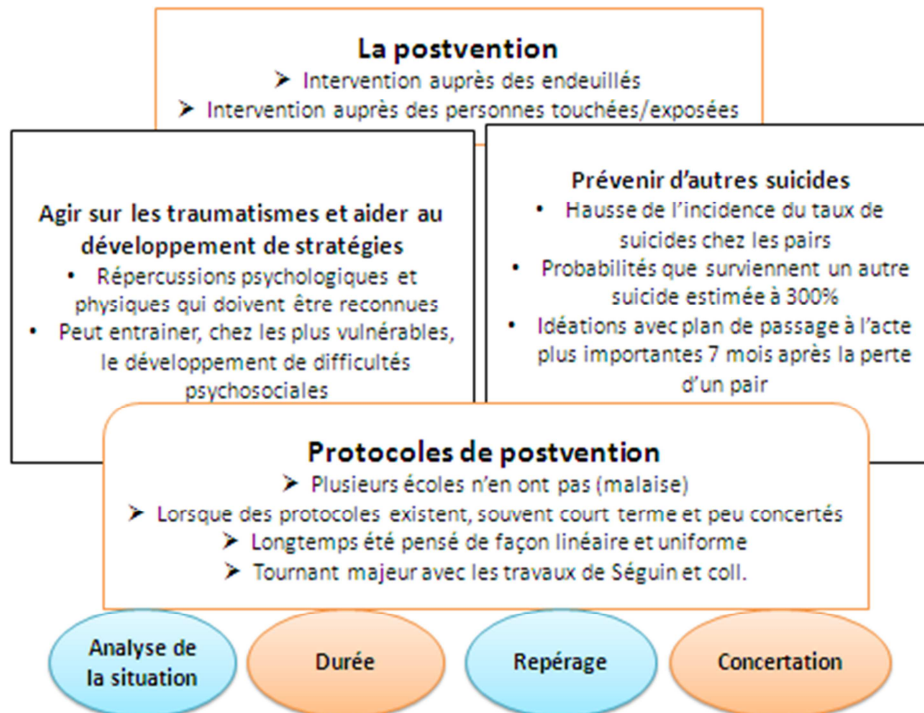 La postvention
➤ Intervention auprès des endeuillés
➤ Intervention auprès des personnes touchées/exposées
Agir sur les traumatismes et aider au
développement de stratégies
• Répercussions psychologiques et
physiques qui doivent être reconnues
• Peut entrainer, chez les plus vulnérables,
le développement de difficultés
psychosociales
Prévenir d'autres suicides
• Hausse de l'incidence du taux de
suicides chez les pairs
• Probabilités que surviennent un autre
suicide estimée à 300%
• Idéations avec plan de passage à l'acte
plus importantes 7 mois après la perte
d'un pair
Protocoles de postvention
➤ Plusieurs écoles n'en ont pas (malaise)
➤ Lorsque des protocoles existent, souvent court terme et peu concertés
➤ Longtemps été pensé de façon linéaire et uniforme
➤ Tournant majeur avec les travaux de Séguin et coll.
Analyse de
la situation
Durée
Repérage
Concertation